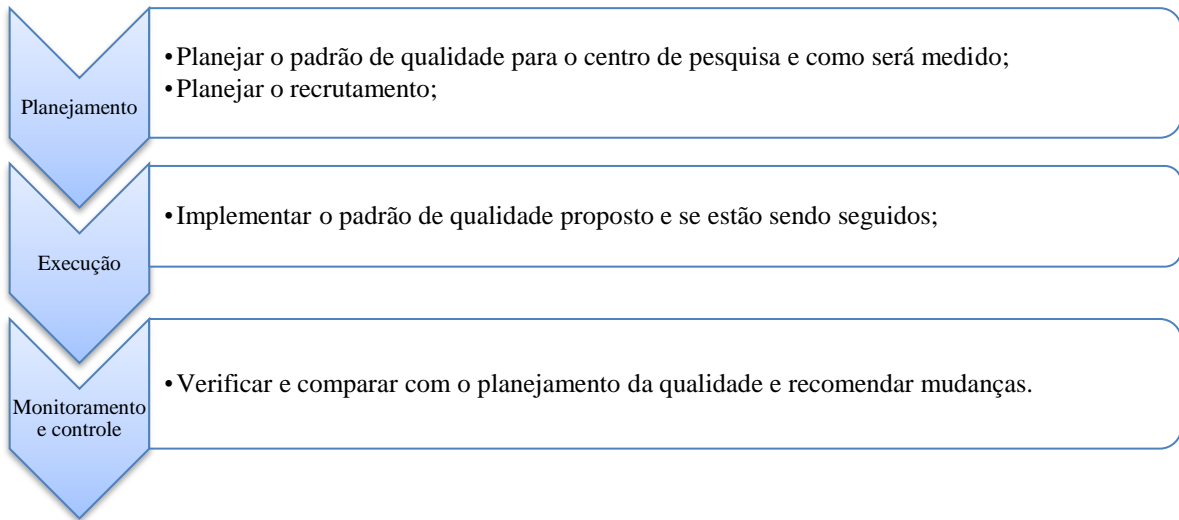 Planejamento
•Planejar o padrão de qualidade para o centro de pesquisa e como será medido;
•Planejar o recrutamento;
Execução
•Implementar o padrão de qualidade proposto e se estão sendo seguidos;
Monitoramento
e controle
•Verificar e comparar com o planejamento da qualidade e recomendar mudanças.